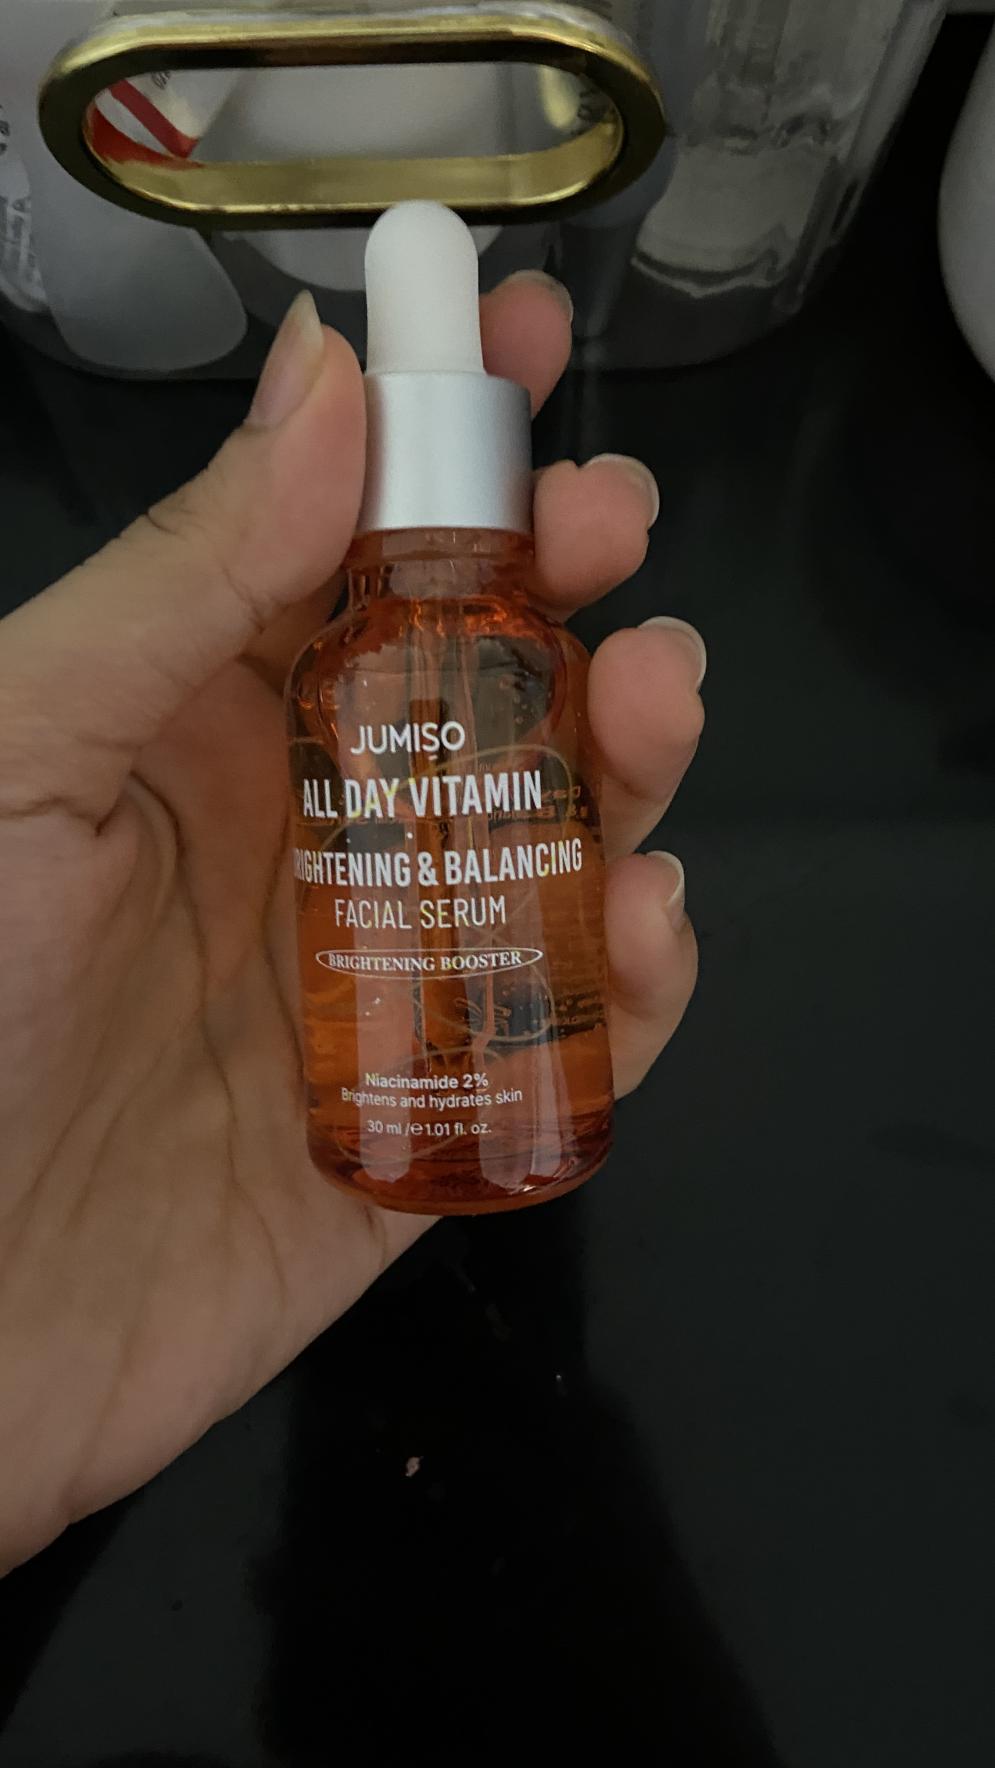 JUMISO
ALL DAY VITAMIN
RIGHTENING & BALANCING
FACIAL SERUM
BRIGHTENING BOOSTER
Niacinamide 2%
Brightens and hydrates skin
30 ml /℮ 1.01 fl. oz.